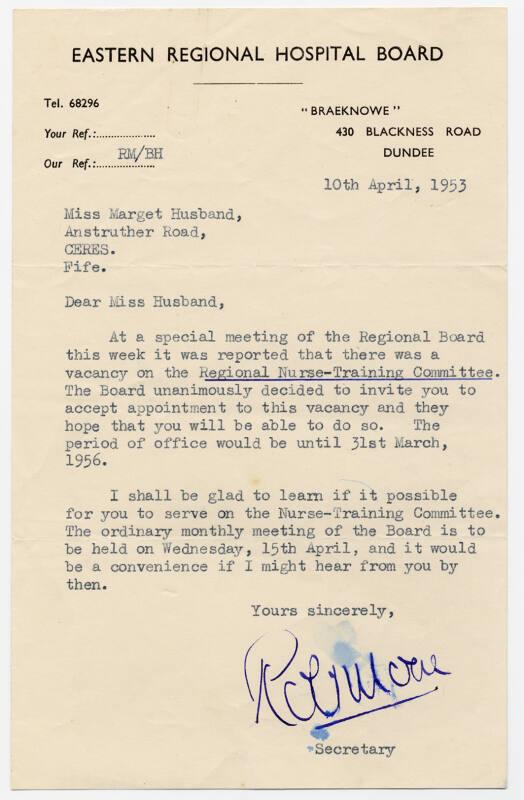 EASTERN REGIONAL HOSPITAL BOARD
Tel. 68296
"BRAEKNOWE"
Your Ref.:....................
430 BLACKNESS ROAD
Our Ref.:....RM/BH....
DUNDEE
10th April, 1953
Miss Marget Husband,
Anstruther Road,
CERES.
Fife.
Dear Miss Husband,
At a special meeting of the Regional Board
this week it was reported that there was a
vacancy on the Regional Nurse-Training Committee.
The Board unanimously decided to invite you to
accept appointment to this vacancy and they
hope that you will be able to do so. The
period of office would be until 31st March,
1956.
I shall be glad to learn if it possible
for you to serve on the Nurse-Training Committee.
The ordinary monthly meeting of the Board is to
be held on Wednesday, 15th April, and it would
be a convenience if I might hear from you by
then.
Yours sincerely,
Secretary